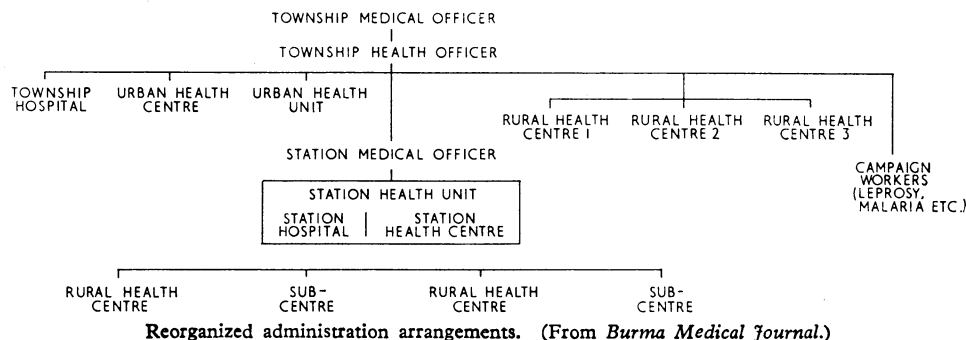 TOWNSHIP MEDICAL OFFICER
TOWNSHIP HEALTH OFFICER
TOWNSHIP
HOSPITAL
URBAN HEALTH
CENTRE
URBAN HEALTH
UNIT
RURAL HEALTH
CENTRE 1
RURAL HEALTH
CENTRE 2
RURAL HEALTH
CENTRE 3
STATION MEDICAL OFFICER
CAMPAIGN
WORKERS
(LEPROSY,
MALARIA ETC.)
STATION HEALTH UNIT
STATION
HOSPITAL
STATION
HEALTH CENTRE
RURAL HEALTH
CENTRE
SUB-
CENTRE
RURAL HEALTH
CENTRE
SUB-
CENTRE
Reorganized administration arrangements. (From Burma Medical Journal.)